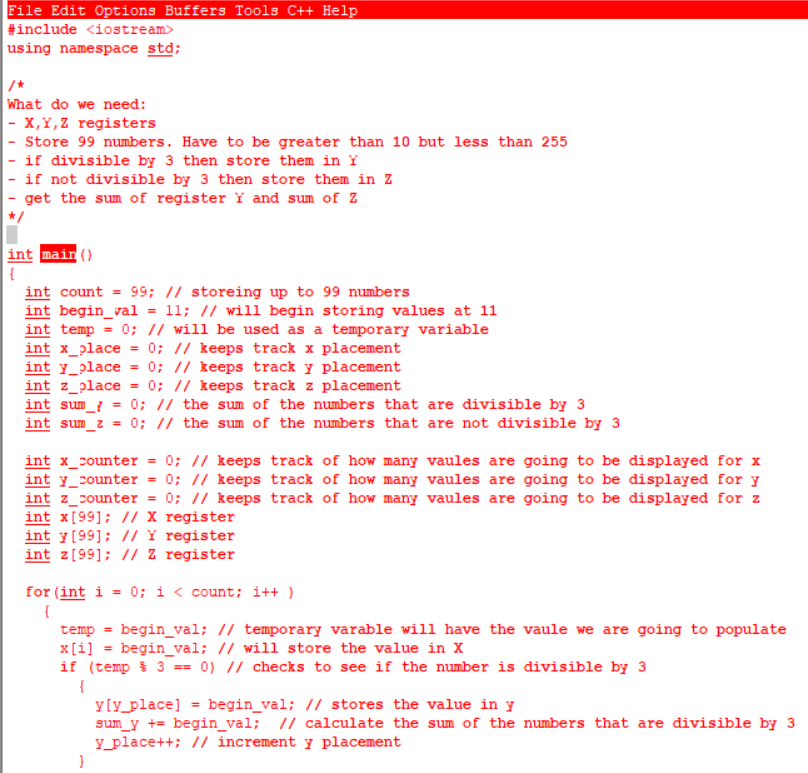 File Edit Options Buffers Tools C++ Help
#include <iostream>
using namespace std;
/*
What do we need:
- X,Y,Z registers
- Store 99 numbers. Have to be greater than 10 but less than 255
- if divisible by 3 then store them in Y
- if not divisible by 3 then store them in Z
- get the sum of register Y and sum of Z
*/
int main()
{
int count = 99; // storeing up to 99 numbers
int begin_val = 11; // will begin storing values at 11
int temp = 0; // will be used as a temporary variable
int x_place = 0; // keeps track x placement
int y_place = 0; // keeps track y placement
int z_place = 0; // keeps track z placement
int sum_y = 0; // the sum of the numbers that are divisible by 3
int sum_z = 0; // the sum of the numbers that are not divisible by 3
int x_counter = 0; // keeps track of how many vaules are going to be displayed for x
int y_counter = 0; // keeps track of how many vaules are going to be displayed for y
int z_counter = 0; // keeps track of how many vaules are going to be displayed for z
int x[99]; // X register
int y[99]; // Y register
int z[99]; // Z register
for(int i = 0; i < count; i++ )
{
temp = begin_val; // temporary varable will have the vaule we are going to populate
x[i] = begin_val; // will store the value in X
if (temp % 3 == 0) // checks to see if the number is divisible by 3
{
y[y_place] = begin_val; // stores the value in y
sum_y += begin_val;  // calculate the sum of the numbers that are divisible by 3
y_place++; // increment y placement
}